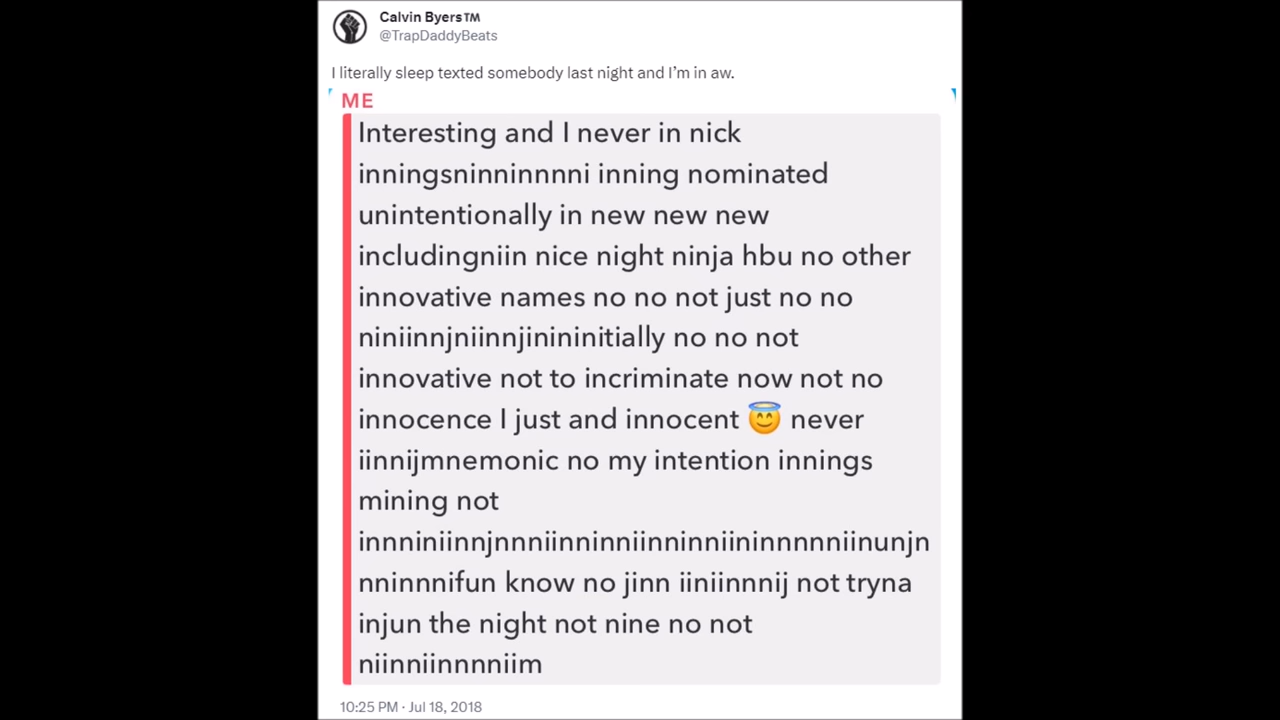 Calvin Byers™
@TrapDaddyBeats
I literally sleep texted somebody last night and I’m in aw.
ME
Interesting and I never in nick
inningsninninnnni inning nominated
unintentionally in new new new
includingniin nice night ninja hbu no other
innovative names no no not just no no
niniinnjniinnjinininitially no no not
innovative not to incriminate now not no
innocence I just and innocent 😇 never
iinnijmnemonic no my intention innings
mining not
innniniinnjnnniinninniinninniininnnnniinunjn
nninnnifun know no jinn iiniinnnij not tryna
injun the night not nine no not
niinniinnnniim
10:25 PM · Jul 18, 2018